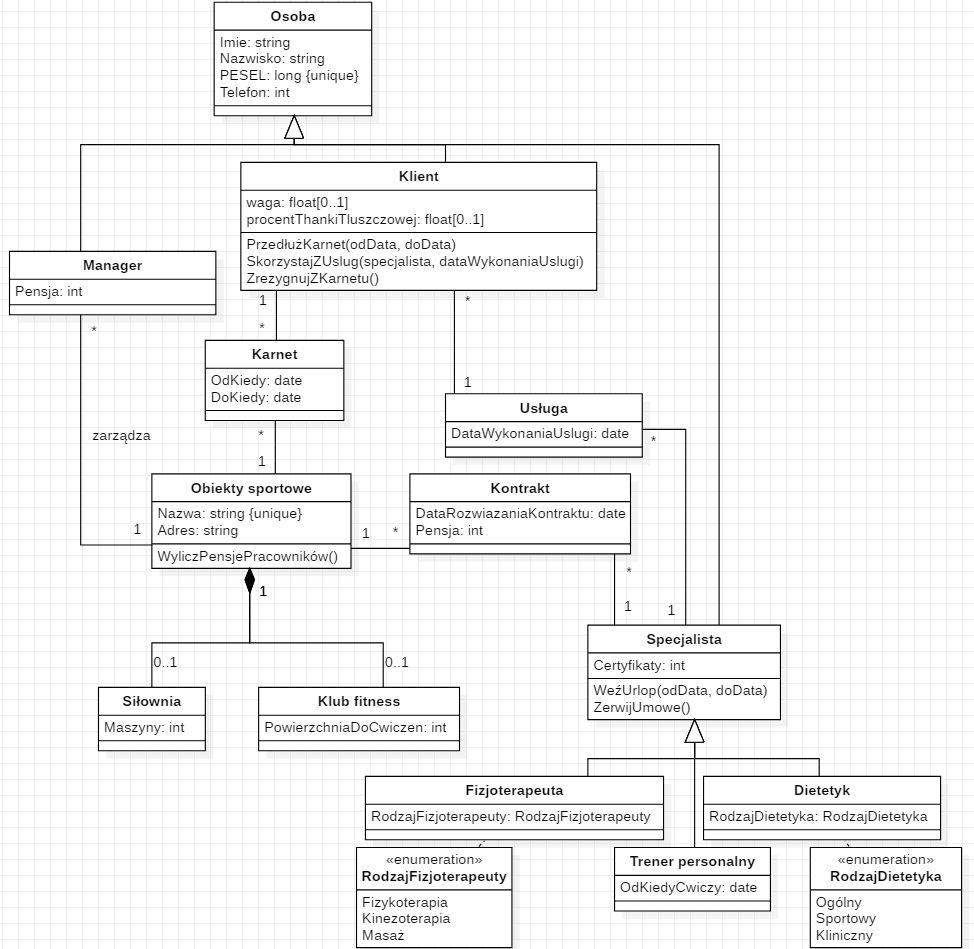 Osoba
Imie: string
Nazwisko: string
PESEL: long {unique}
Telefon: int
Klient
waga: float[0..1]
procentThankiTluszczowej: float[0..1]
PrzedłużKarnet(odData, doData)
SkorzystajZUslug(specjalista, dataWykonaniaUslugi)
ZrezygnujZKarnetu()
Manager
Pensja: int
1
*
*
*
Karnet
OdKiedy: date
DoKiedy: date
1
Usługa
DataWykonaniaUslugi: date
zarządza
*
*
1
Obiekty sportowe
Nazwa: string {unique}
Adres: string
WyliczPensjePracowników()
Kontrakt
DataRozwiazaniaKontraktu: date
Pensja: int
1
1
*
*
1
1
1
Specjalista
Certyfikaty: int
WeźUrlop(odData, doData)
ZerwijUmowe()
0..1
0..1
Siłownia
Maszyny: int
Klub fitness
PowierzchniaDoCwiczen: int
Fizjoterapeuta
RodzajFizjoterapeuty: RodzajFizjoterapeuty
Dietetyk
RodzajDietetyka: RodzajDietetyka
«enumeration»
RodzajFizjoterapeuty
Fizykoterapia
Kinezoterapia
Masaż
Trener personalny
OdKiedyCwiczy: date
«enumeration»
RodzajDietetyka
Ogólny
Sportowy
Kliniczny